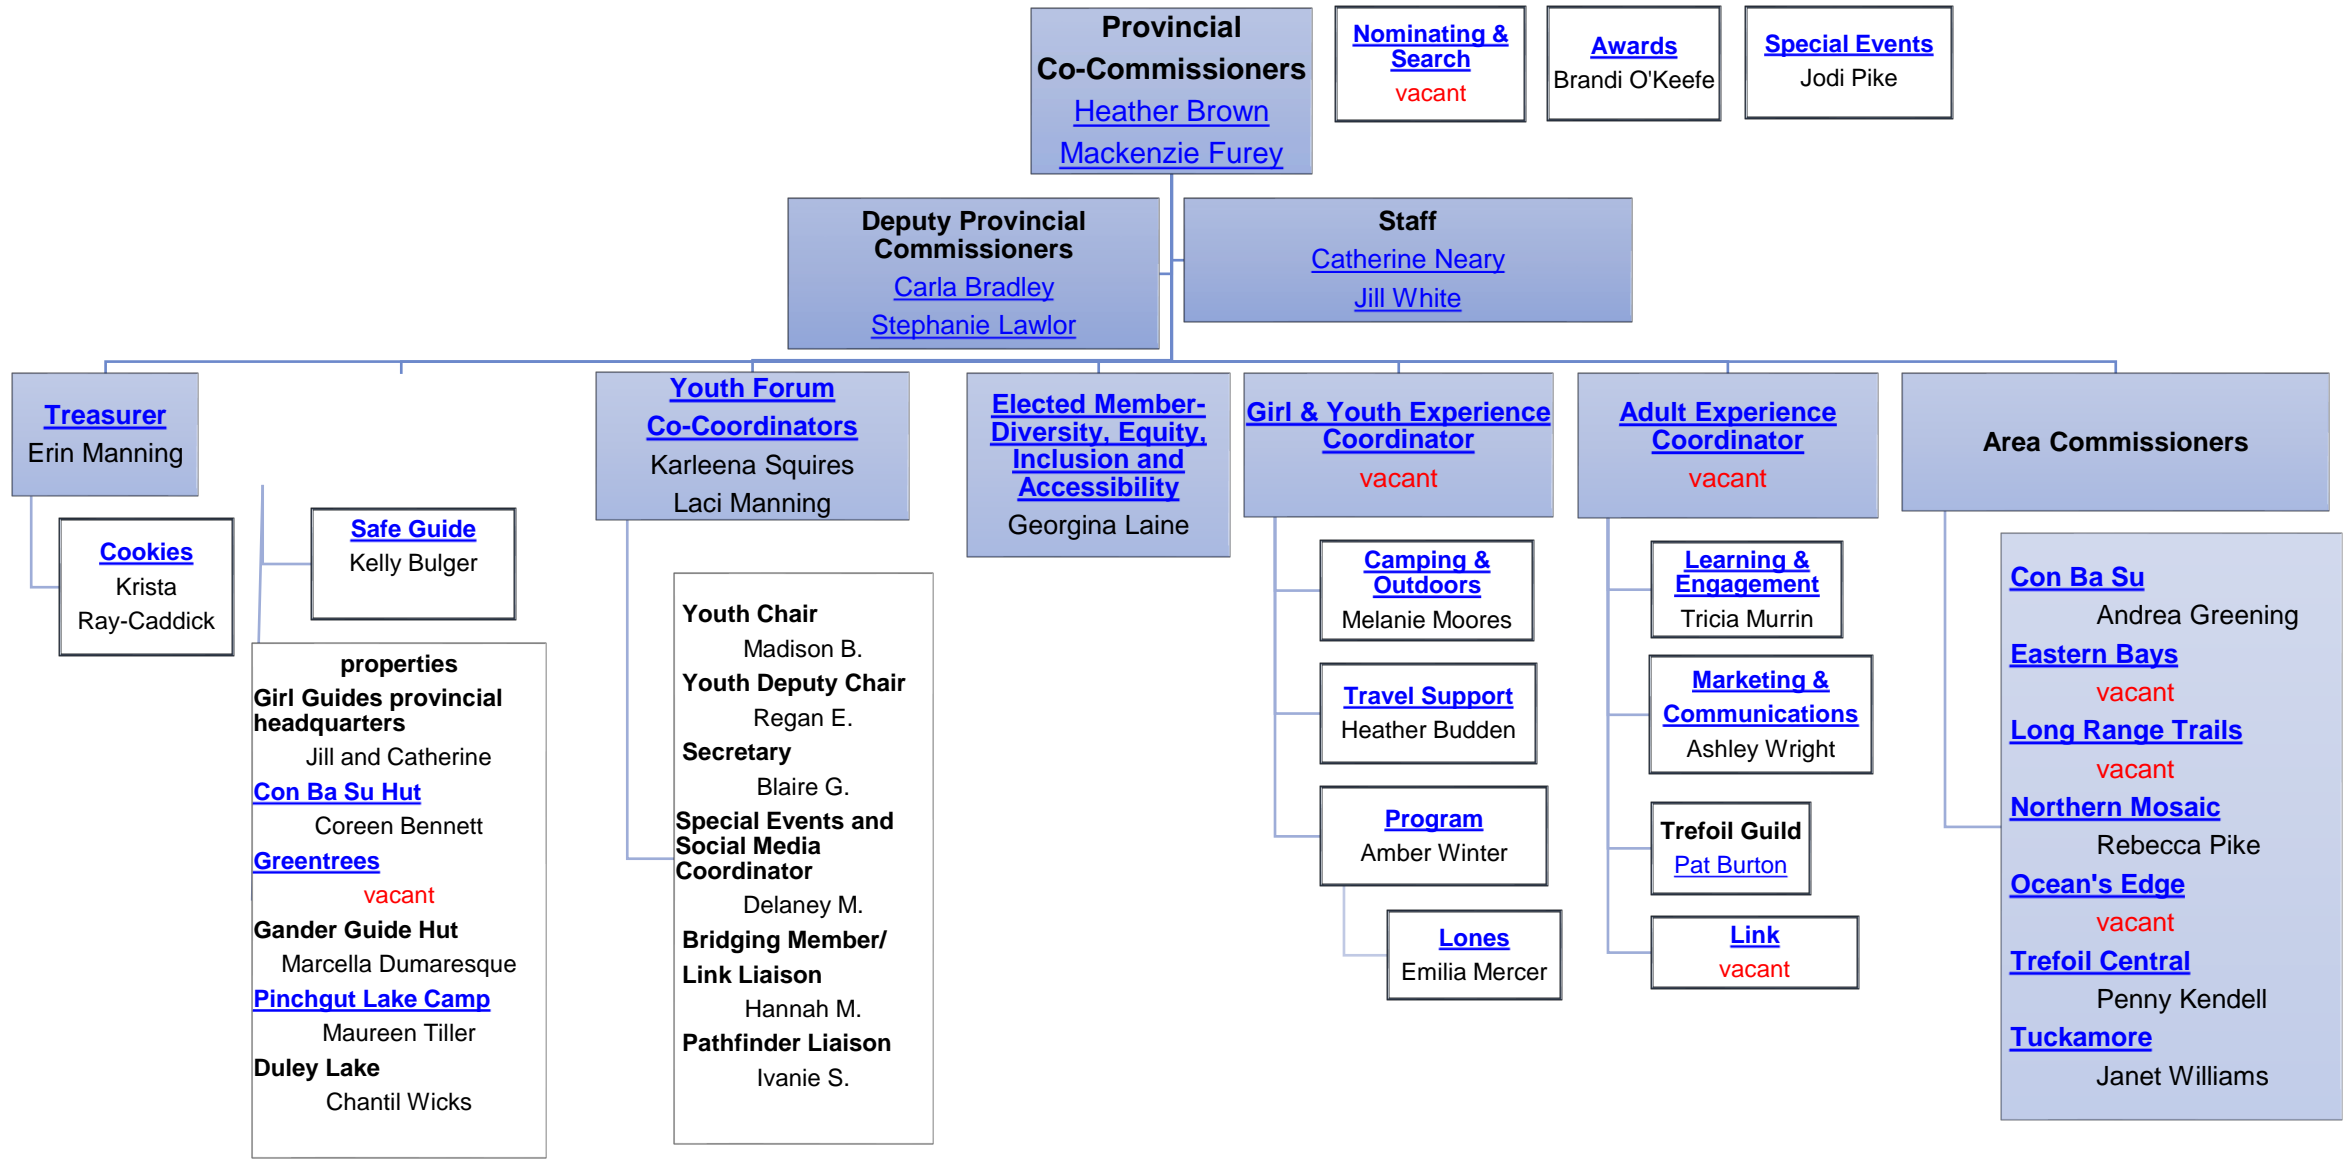 Provincial
Co-Commissioners
Heather Brown
Mackenzie Furey
Nominating &
Search
vacant
Awards
Brandi O'Keefe
Special Events
Jodi Pike
Deputy Provincial
Commissioners
Carla Bradley
Stephanie Lawlor
Staff
Catherine Neary
Jill White
Treasurer
Erin Manning
Cookies
Krista
Ray-Caddick
Safe Guide
Kelly Bulger
properties
Girl Guides provincial
headquarters
Jill and Catherine
Con Ba Su Hut
Coreen Bennett
Greentrees
vacant
Gander Guide Hut
Marcella Dumaresque
Pinchgut Lake Camp
Maureen Tiller
Duley Lake
Chantil Wicks
Youth Forum
Co-Coordinators
Karleena Squires
Laci Manning
Youth Chair
Madison B.
Youth Deputy Chair
Regan E.
Secretary
Blaire G.
Special Events and
Social Media
Coordinator
Delaney M.
Bridging Member/
Link Liaison
Hannah M.
Pathfinder Liaison
Ivanie S.
Elected Member-
Diversity, Equity,
Inclusion and
Accessibility
Georgina Laine
Girl & Youth Experience
Coordinator
vacant
Camping &
Outdoors
Melanie Moores
Travel Support
Heather Budden
Program
Amber Winter
Lones
Emilia Mercer
Adult Experience
Coordinator
vacant
Learning &
Engagement
Tricia Murrin
Marketing &
Communications
Ashley Wright
Trefoil Guild
Pat Burton
Link
vacant
Area Commissioners
Con Ba Su
Andrea Greening
Eastern Bays
vacant
Long Range Trails
vacant
Northern Mosaic
Rebecca Pike
Ocean's Edge
vacant
Trefoil Central
Penny Kendell
Tuckamore
Janet Williams